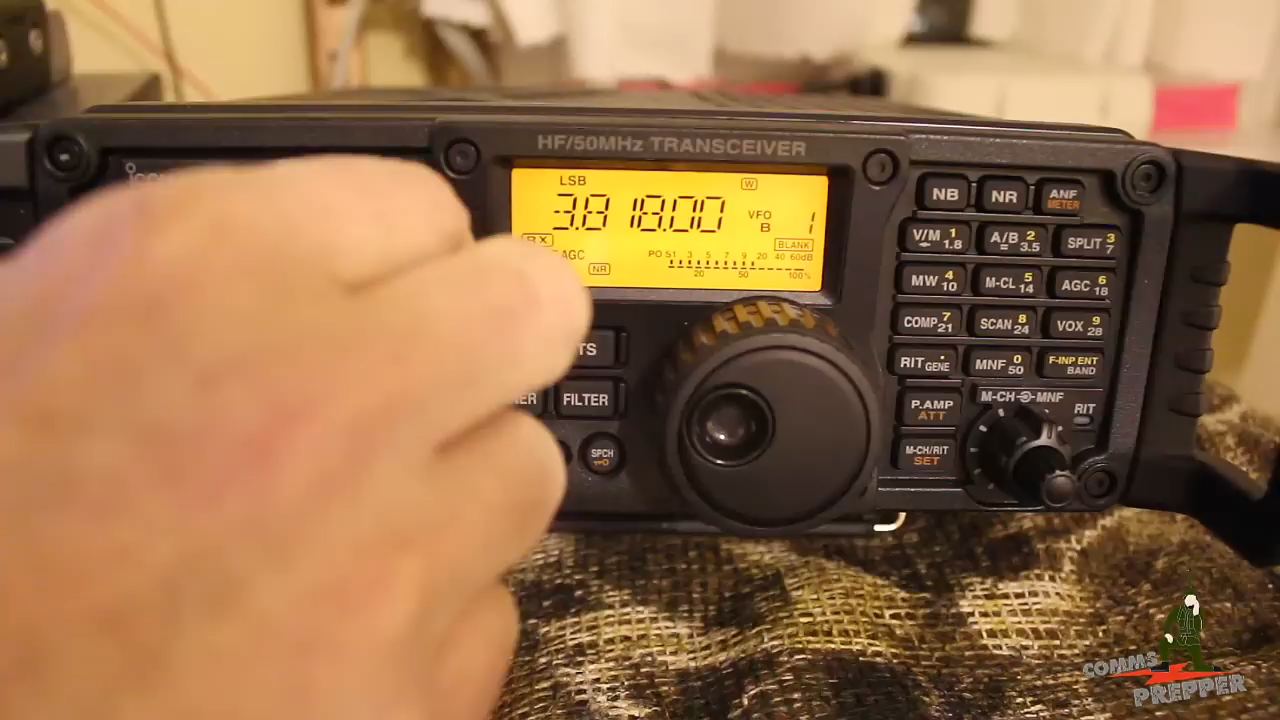 HF/50MHz TRANSCEIVER
LSB
W
3.818.00
VFO
B
1
BLANK
AGC
NR
PO S1 3 5 7 9 20 40 60dB
20 50 100%
NB
NR
ANF
METER
V/M 1
1.8
A/B 2
= 3.5
SPLIT 3
7
MW 4
10
M-CL 5
14
AGC 6
18
COMP 7
21
SCAN 8
24
VOX 9
28
RIT .
GENE
MNF 0
50
F-INP ENT
BAND
TS
FILTER
SPCH
P.AMP
ATT
M-CH MNF
RIT
M-CH/RIT
SET
COMMS
PREPPER